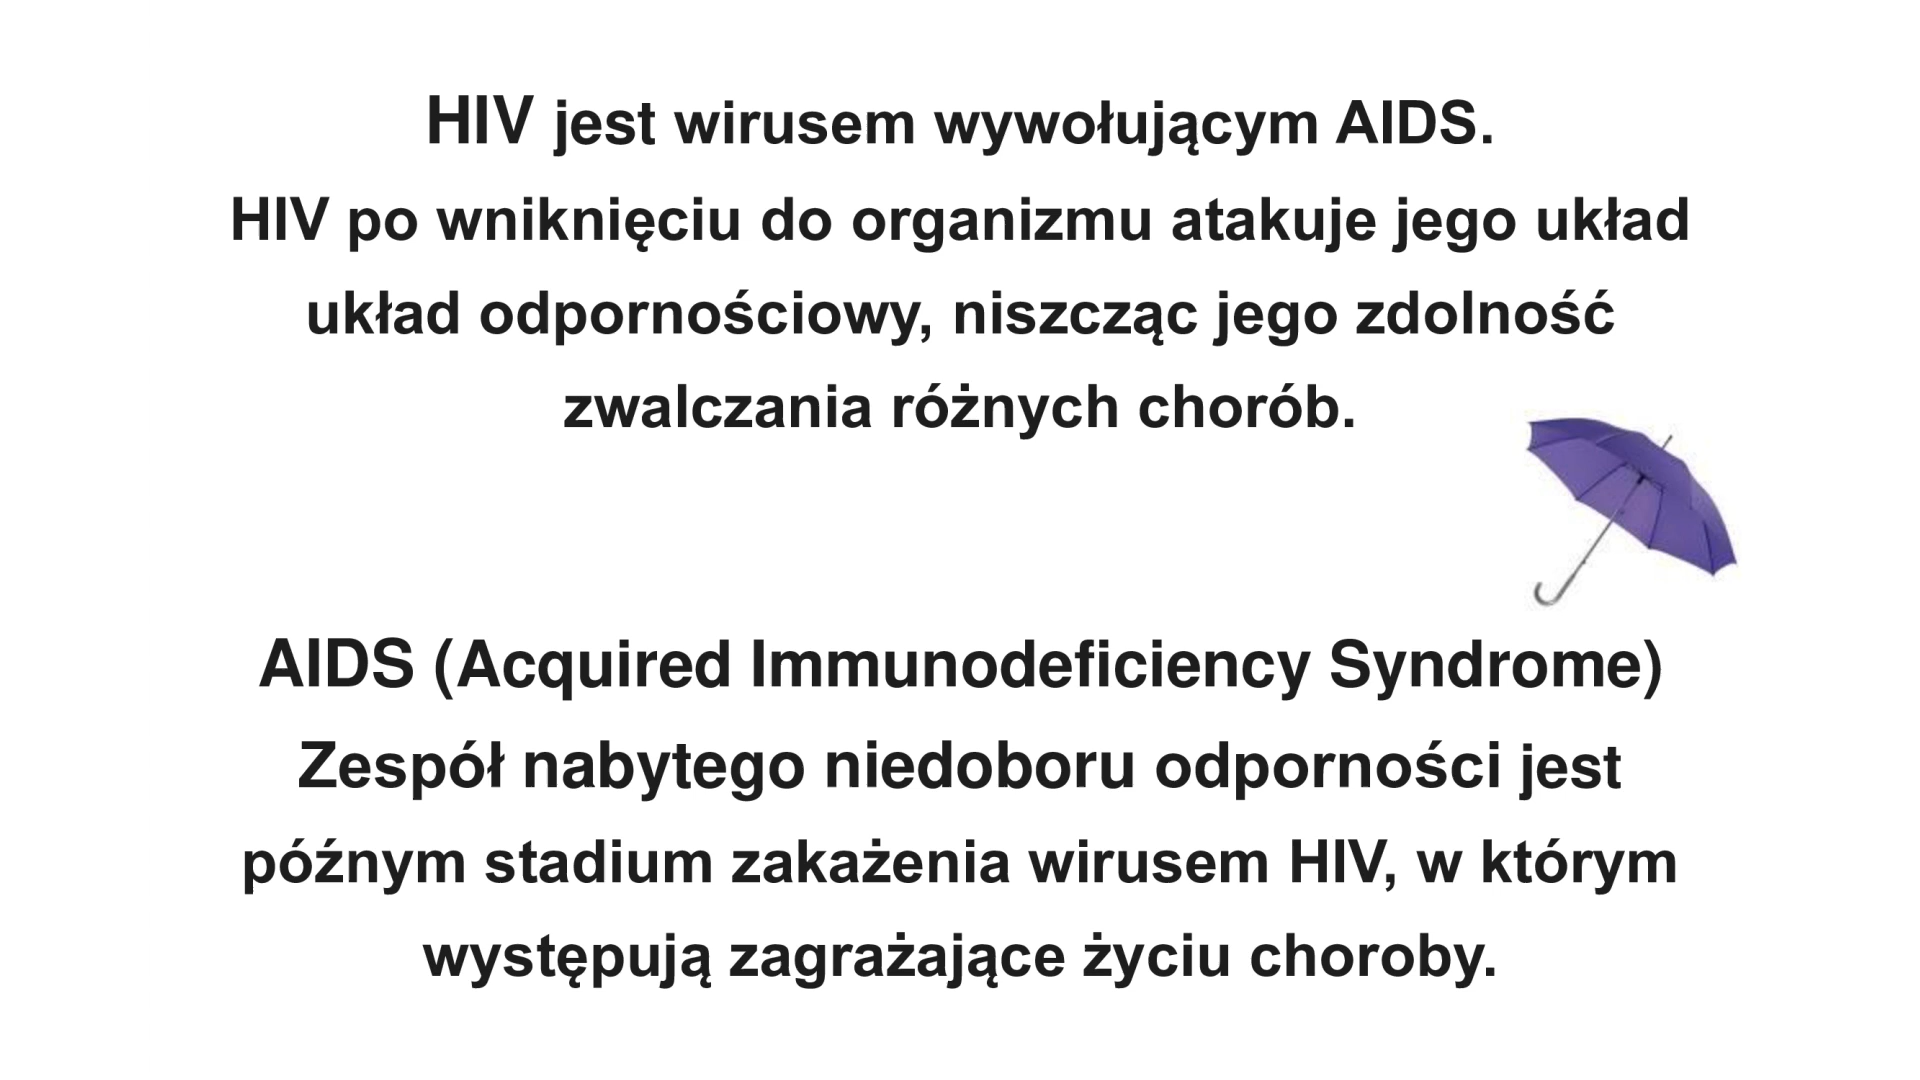 HIV jest wirusem wywołującym AIDS.
HIV po wniknięciu do organizmu atakuje jego układ
układ odpornościowy, niszcząc jego zdolność
zwalczania różnych chorób.
AIDS (Acquired Immunodeficiency Syndrome)
Zespół nabytego niedoboru odporności jest
późnym stadium zakażenia wirusem HIV, w którym
występują zagrażające życiu choroby.